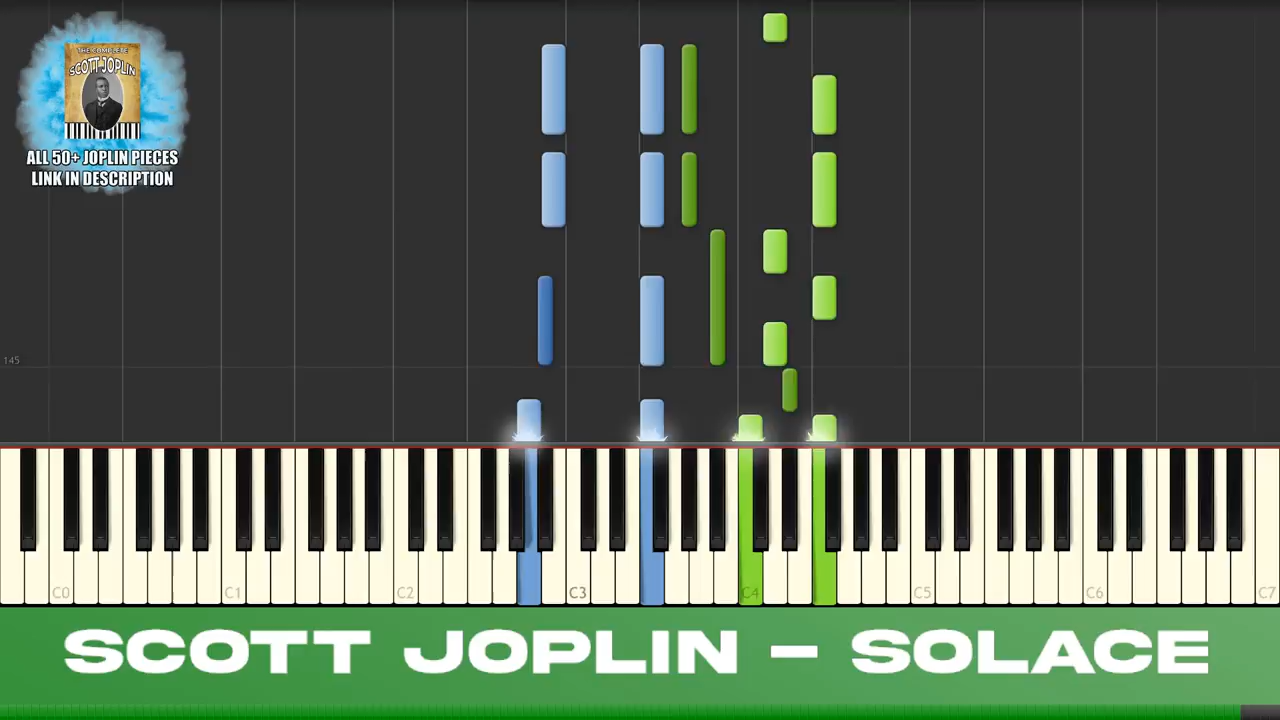 THE COMPLETE
SCOTT JOPLIN
ALL 50+ JOPLIN PIECES
LINK IN DESCRIPTION
145
C0 C1 C2 C3 C4 C5 C6 C7
SCOTT JOPLIN – SOLACE